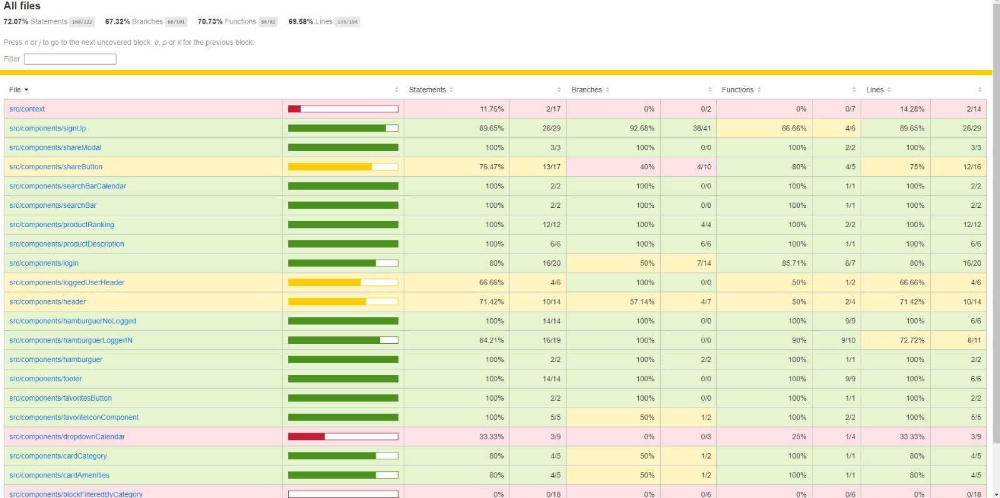 All files
72.07% Statements 160/222 67.32% Branches 68/101 70.73% Functions 58/82 69.58% Lines 135/194
Press n or j to go to the next uncovered block, b, p or k for the previous block.
Filter:
File Statements Branches Functions Lines
src/context 11.76% 2/17 0% 0/2 0% 0/7 14.28% 2/14
src/components/signUp 89.65% 26/29 92.68% 38/41 66.66% 4/6 89.65% 26/29
src/components/shareModal 100% 3/3 100% 0/0 100% 2/2 100% 3/3
src/components/shareButton 76.47% 13/17 40% 4/10 80% 4/5 75% 12/16
src/components/searchBarCalendar 100% 2/2 100% 0/0 100% 1/1 100% 2/2
src/components/searchBar 100% 2/2 100% 0/0 100% 1/1 100% 2/2
src/components/productRanking 100% 12/12 100% 4/4 100% 2/2 100% 12/12
src/components/productDescription 100% 6/6 100% 6/6 100% 1/1 100% 6/6
src/components/login 80% 16/20 50% 7/14 85.71% 6/7 80% 16/20
src/components/loggedUserHeader 66.66% 4/6 100% 0/0 50% 1/2 66.66% 4/6
src/components/header 71.42% 10/14 57.14% 4/7 50% 2/4 71.42% 10/14
src/components/hamburguerNoLogged 100% 14/14 100% 0/0 100% 9/9 100% 6/6
src/components/hamburguerLoggerIN 84.21% 16/19 100% 0/0 90% 9/10 72.72% 8/11
src/components/hamburguer 100% 2/2 100% 2/2 100% 1/1 100% 2/2
src/components/footer 100% 14/14 100% 0/0 100% 9/9 100% 6/6
src/components/favoritesButton 100% 2/2 100% 0/0 100% 1/1 100% 2/2
src/components/favoriteIconComponent 100% 5/5 50% 1/2 100% 2/2 100% 5/5
src/components/dropdownCalendar 33.33% 3/9 0% 0/3 25% 1/4 33.33% 3/9
src/components/cardCategory 80% 4/5 50% 1/2 100% 1/1 80% 4/5
src/components/cardAmenities 80% 4/5 50% 1/2 100% 1/1 80% 4/5
src/components/blockFilteredByCategory 0% 0/18 0% 0/6 0% 0/6 0% 0/18